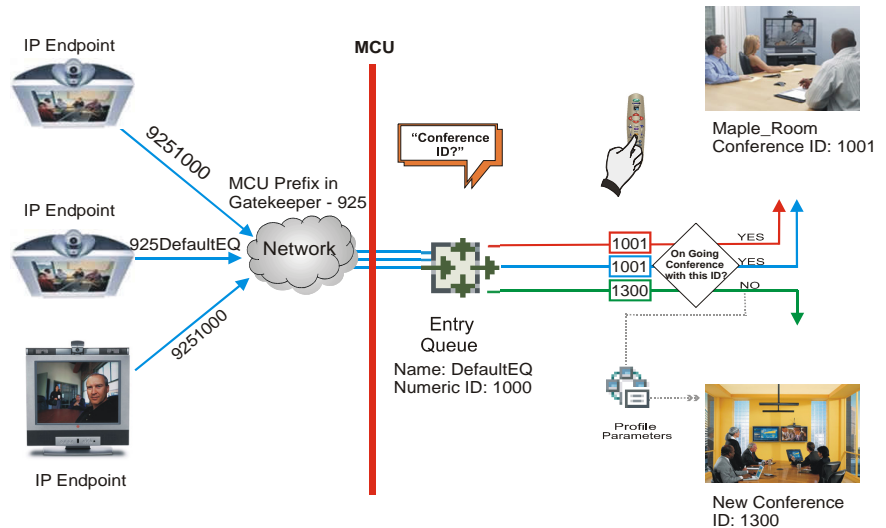 IP Endpoint
9251000
IP Endpoint
925DefaultEQ
9251000
IP Endpoint
MCU Prefix in
Gatekeeper - 925
Network
MCU
“Conference
ID?”
Entry
Queue
Name: DefaultEQ
Numeric ID: 1000
1001
1001
1300
On Going
Conference
with this ID?
YES
YES
NO
Maple_Room
Conference ID: 1001
Profile
Parameters
New Conference
ID: 1300